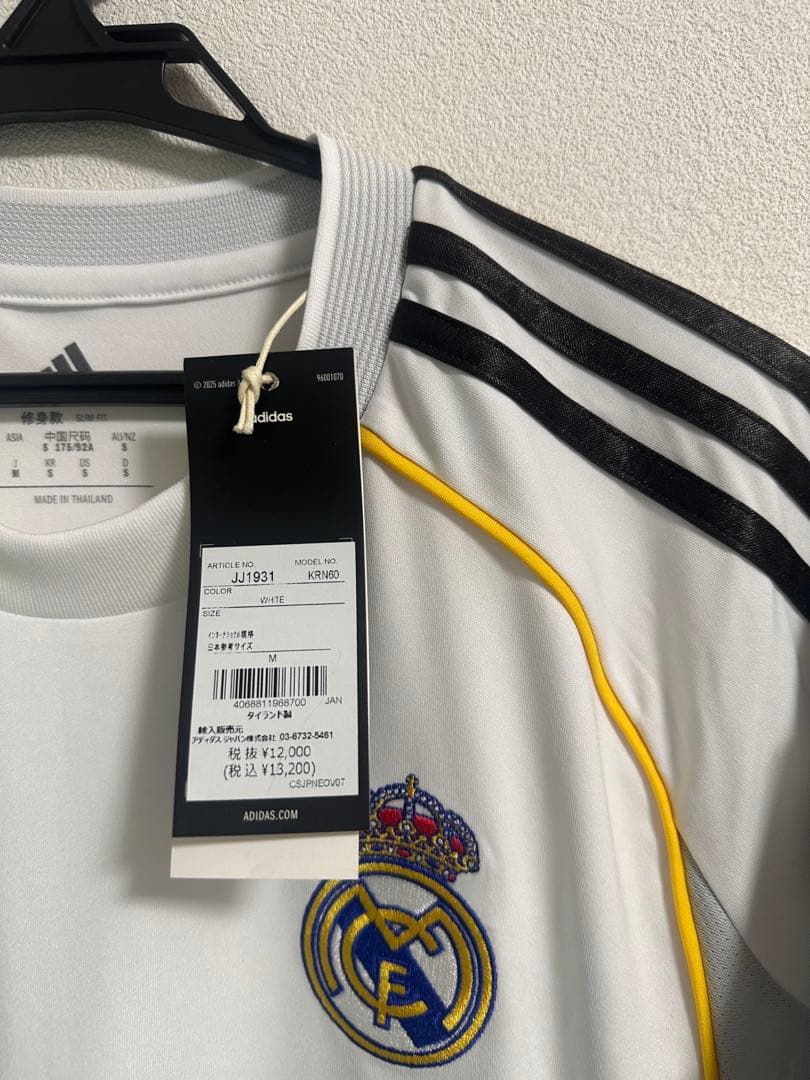 修身款 SLIM FIT
ASIA 中国尺码 AU/NZ
S 175/92A S
J KR US D
M S S S
MADE IN THAILAND
© 2025 adidas 96001070
adidas
ARTICLE NO. MODEL NO.
JJ1931 KRN60
COLOR
WHITE
SIZE
インターナショナル規格
日本参考サイズ
M
4068811968700 JAN
タイランド製
輸入販売元
アディダス ジャパン株式会社 03-6732-5461
税抜 ¥12,000
(税込 ¥13,200)
CSJPNEOV07
ADIDAS.COM